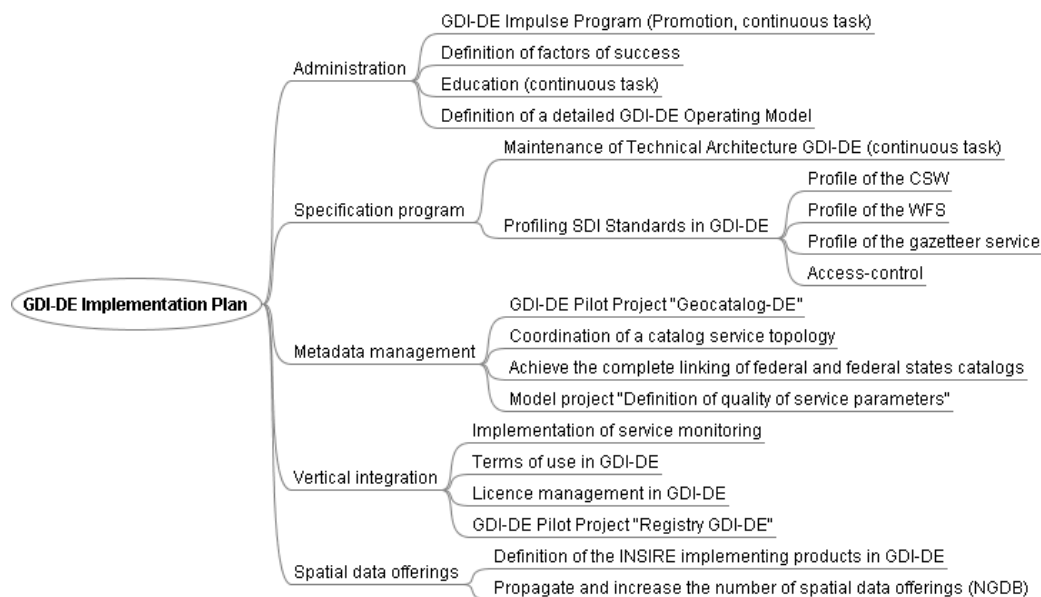 GDI-DE Implementation Plan
Administration
GDI-DE Impulse Program (Promotion, continuous task)
Definition of factors of success
Education (continuous task)
Definition of a detailed GDI-DE Operating Model
Specification program
Maintenance of Technical Architecture GDI-DE (continuous task)
Profiling SDI Standards in GDI-DE
Profile of the CSW
Profile of the WFS
Profile of the gazetteer service
Access-control
Metadata management
GDI-DE Pilot Project "Geocatalog-DE"
Coordination of a catalog service topology
Achieve the complete linking of federal and federal states catalogs
Model project "Definition of quality of service parameters"
Vertical integration
Implementation of service monitoring
Terms of use in GDI-DE
Licence management in GDI-DE
GDI-DE Pilot Project "Registry GDI-DE"
Spatial data offerings
Definition of the INSIRE implementing products in GDI-DE
Propagate and increase the number of spatial data offerings (NGDB)